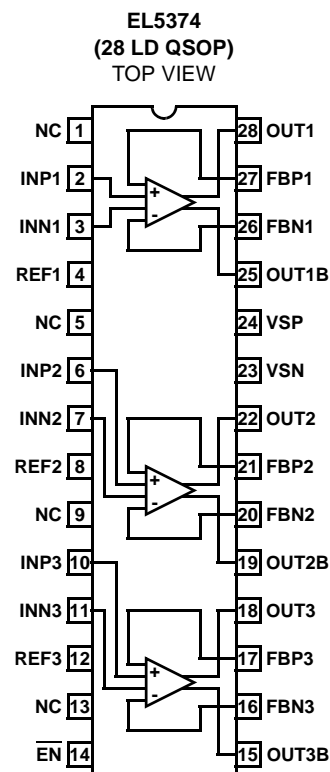 EL5374
(28 LD QSOP)
TOP VIEW
NC 1
INP1 2
INN1 3
REF1 4
NC 5
INP2 6
INN2 7
REF2 8
NC 9
INP3 10
INN3 11
REF3 12
NC 13
EN 14
+
-
+
-
+
-
28 OUT1
27 FBP1
26 FBN1
25 OUT1B
24 VSP
23 VSN
22 OUT2
21 FBP2
20 FBN2
19 OUT2B
18 OUT3
17 FBP3
16 FBN3
15 OUT3B